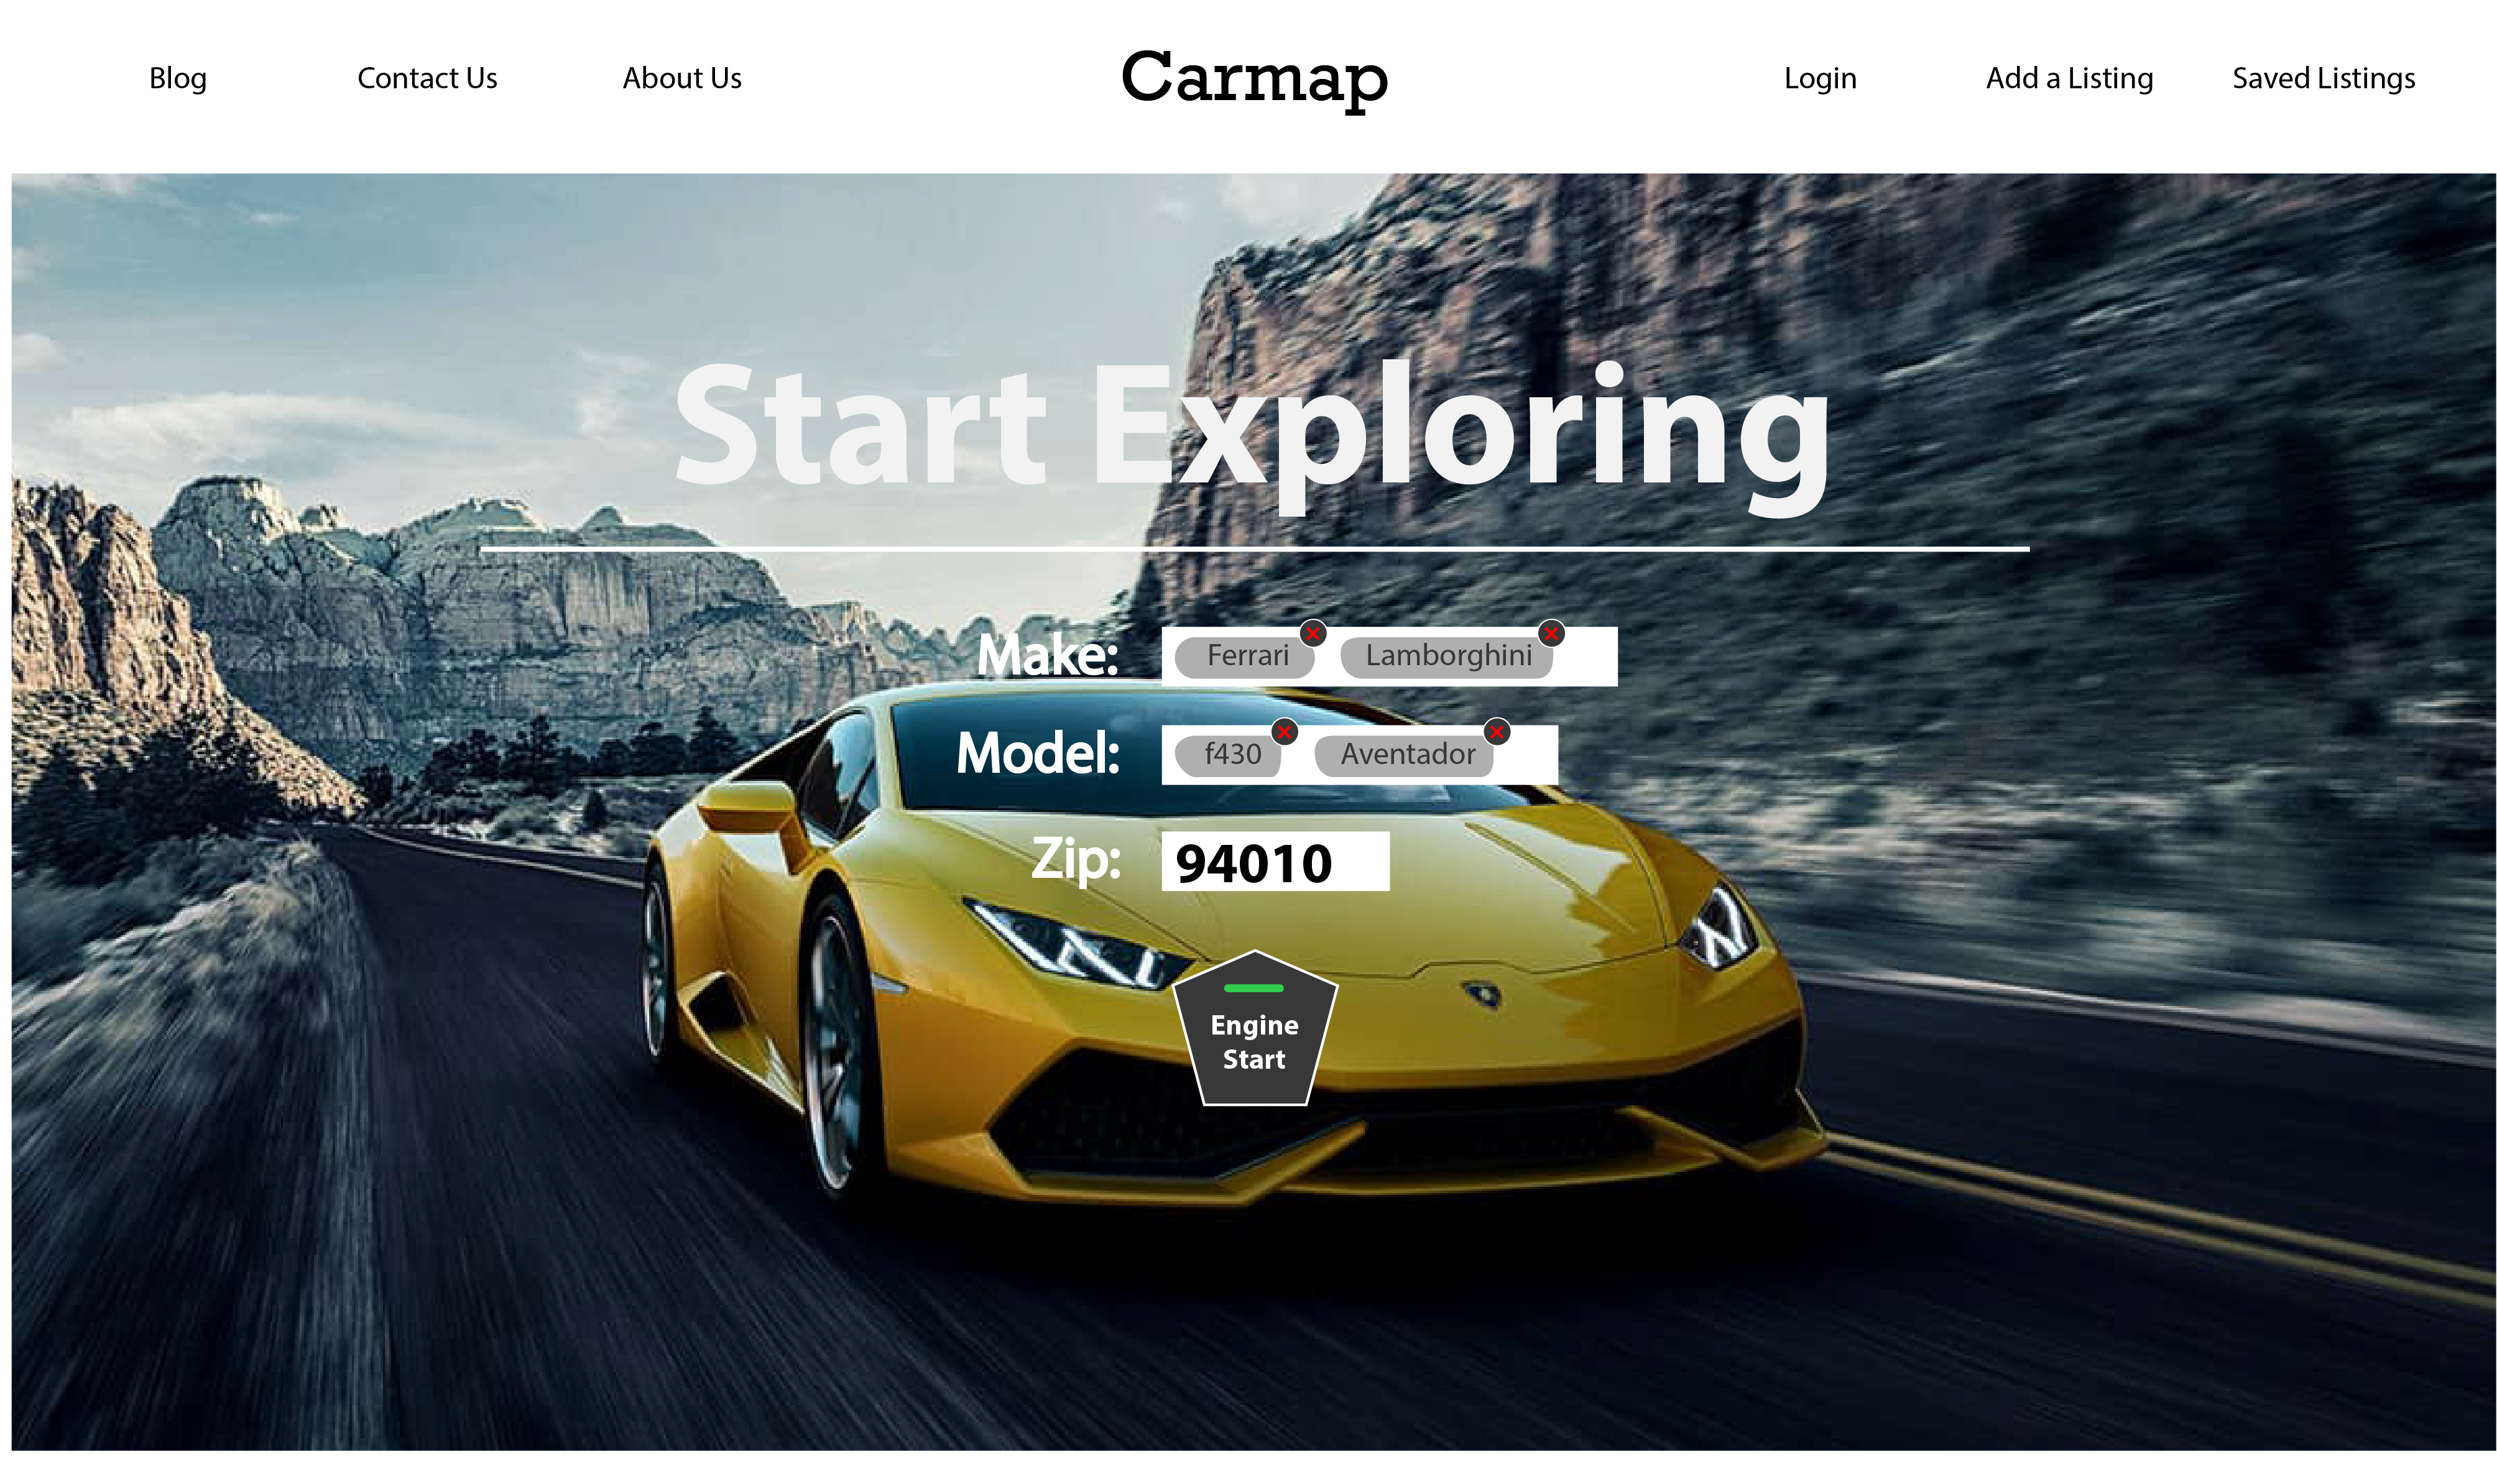 Blog Contact Us About Us Carmap Login Add a Listing Saved Listings
Start Exploring
Make: Ferrari Lamborghini
Model: f430 Aventador
Zip: 94010
Engine
Start